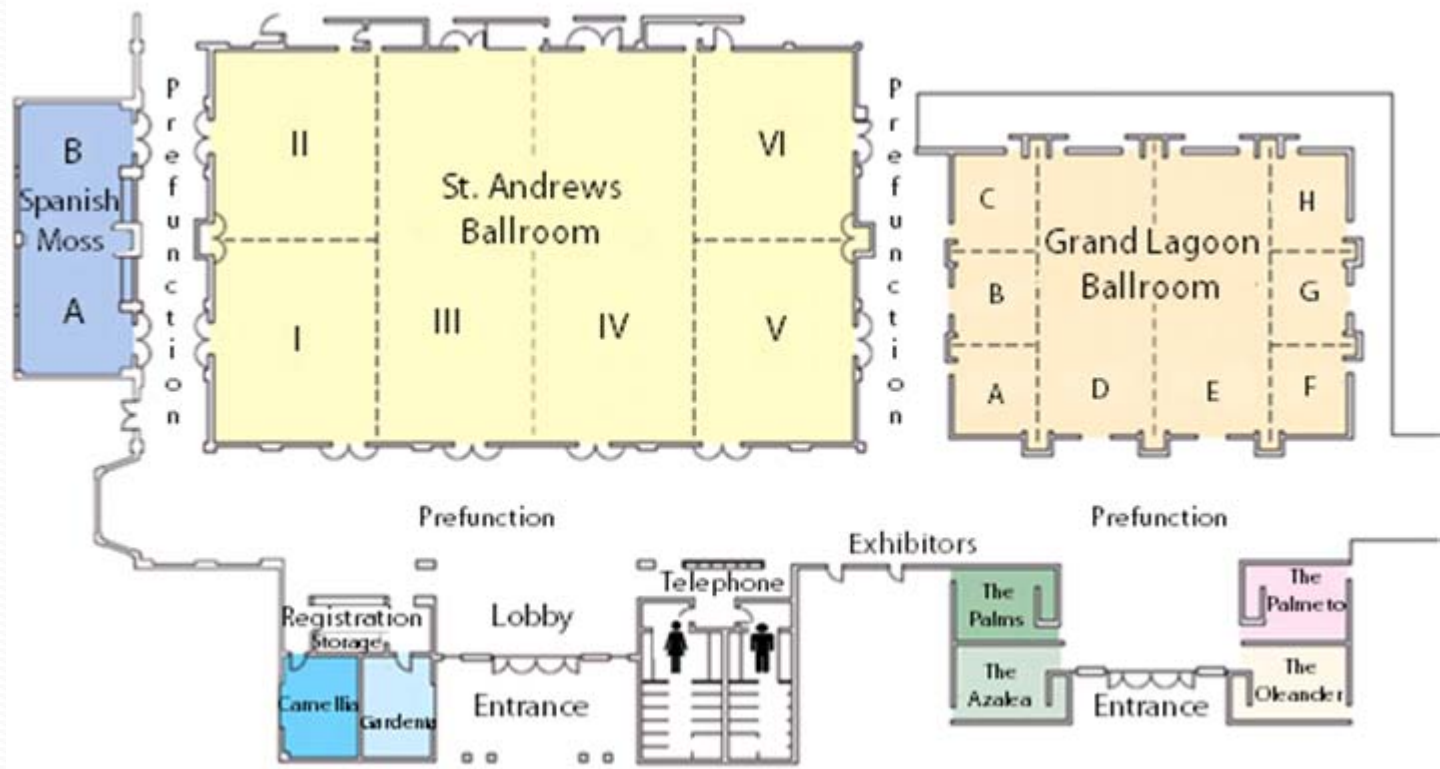 B
Spanish
Moss
A
Prefunction
II
I
St. Andrews
Ballroom
III
IV
VI
V
Prefunction
C
B
A
Grand Lagoon
Ballroom
D
E
H
G
F
Prefunction
Prefunction
Exhibitors
Registration
Storage
Camellia
Gardenia
Lobby
Entrance
Telephone
The
Palms
The
Azalea
Entrance
The
Palmeto
The
Oleander